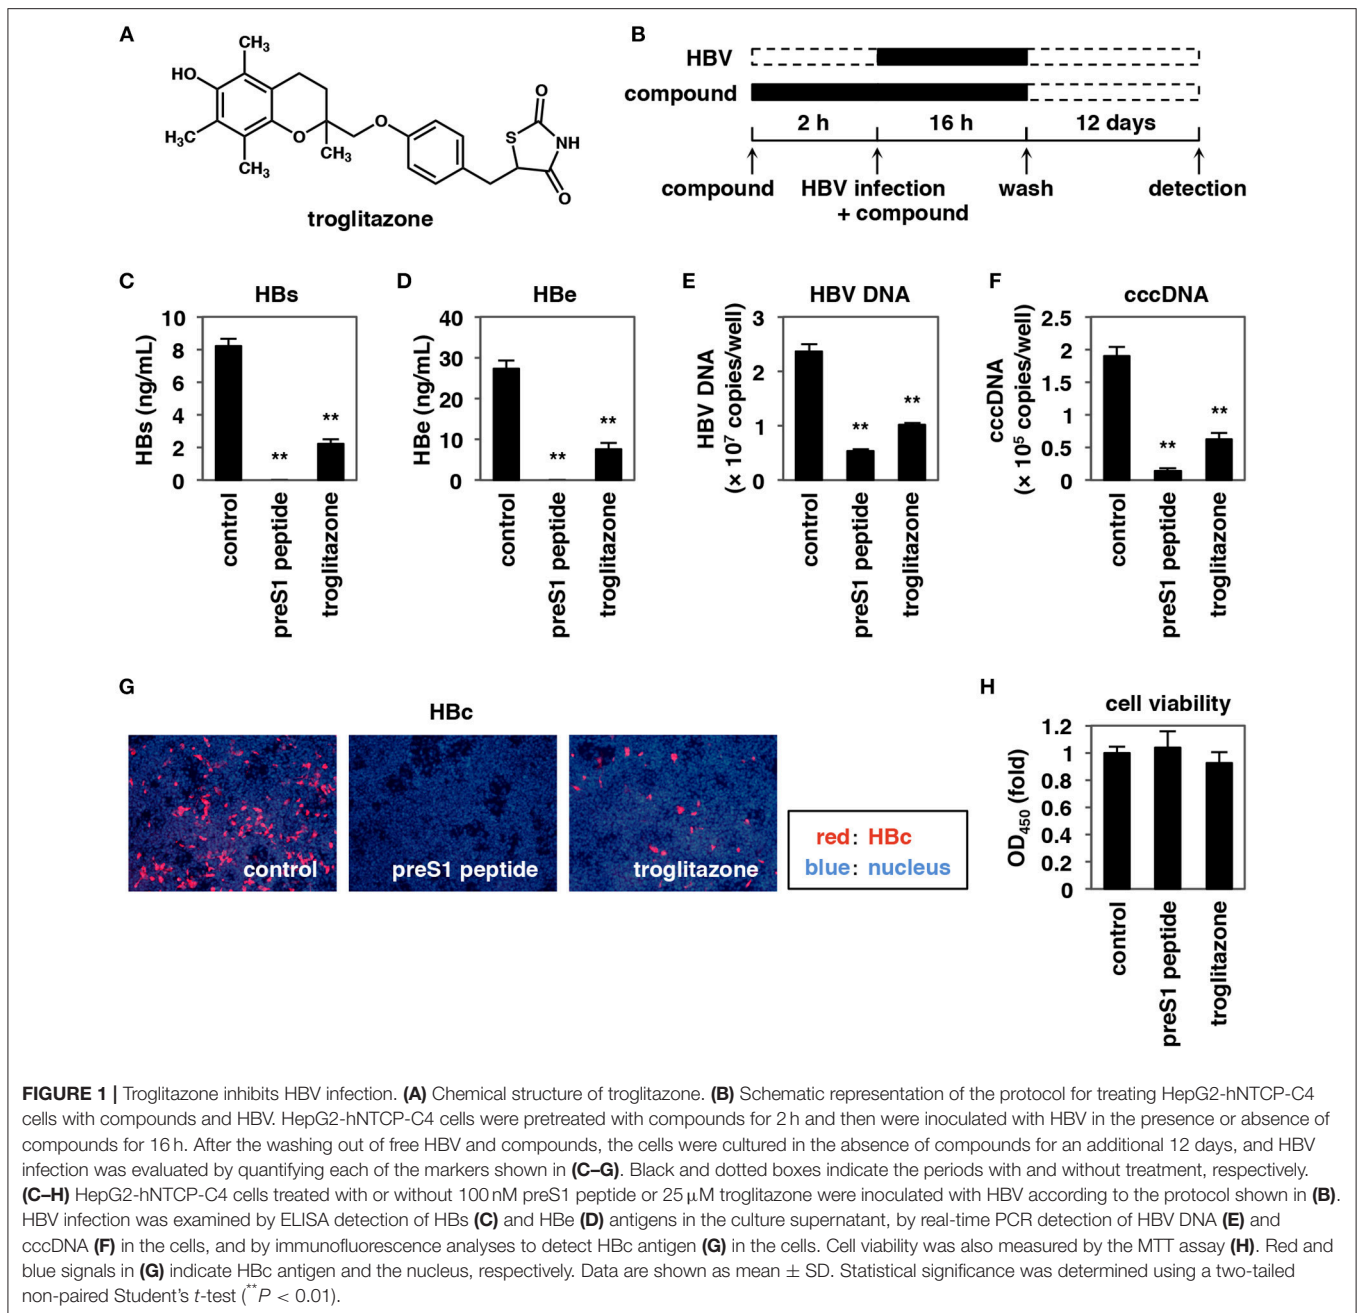 A
CH₃
HO
H₃C
CH₃
O
CH₃
O
S
O
NH
O
troglitazone
B
HBV
compound
2 h
16 h
12 days
compound
HBV infection
+ compound
wash
detection
C
HBs
HBs (ng/mL)
10
8
6
4
2
0
**
**
control
preS1 peptide
troglitazone
D
HBe
HBe (ng/mL)
40
30
20
10
0
**
**
control
preS1 peptide
troglitazone
E
HBV DNA
HBV DNA
(× 10⁷ copies/well)
3
2
1
0
**
**
control
preS1 peptide
troglitazone
F
cccDNA
cccDNA
(× 10⁵ copies/well)
2.5
2
1.5
1
0.5
0
**
**
control
preS1 peptide
troglitazone
G
HBc
control
preS1 peptide
troglitazone
red: HBc
blue: nucleus
H
cell viability
OD₄₅₀ (fold)
1.2
1
0.8
0.6
0.4
0.2
0
control
preS1 peptide
troglitazone
FIGURE 1 | Troglitazone inhibits HBV infection. (A) Chemical structure of troglitazone. (B) Schematic representation of the protocol for treating HepG2-hNTCP-C4
cells with compounds and HBV. HepG2-hNTCP-C4 cells were pretreated with compounds for 2 h and then were inoculated with HBV in the presence or absence of
compounds for 16 h. After the washing out of free HBV and compounds, the cells were cultured in the absence of compounds for an additional 12 days, and HBV
infection was evaluated by quantifying each of the markers shown in (C–G). Black and dotted boxes indicate the periods with and without treatment, respectively.
(C–H) HepG2-hNTCP-C4 cells treated with or without 100 nM preS1 peptide or 25 μM troglitazone were inoculated with HBV according to the protocol shown in (B).
HBV infection was examined by ELISA detection of HBs (C) and HBe (D) antigens in the culture supernatant, by real-time PCR detection of HBV DNA (E) and
cccDNA (F) in the cells, and by immunofluorescence analyses to detect HBc antigen (G) in the cells. Cell viability was also measured by the MTT assay (H). Red and
blue signals in (G) indicate HBc antigen and the nucleus, respectively. Data are shown as mean ± SD. Statistical significance was determined using a two-tailed
non-paired Student's t-test (**P < 0.01).